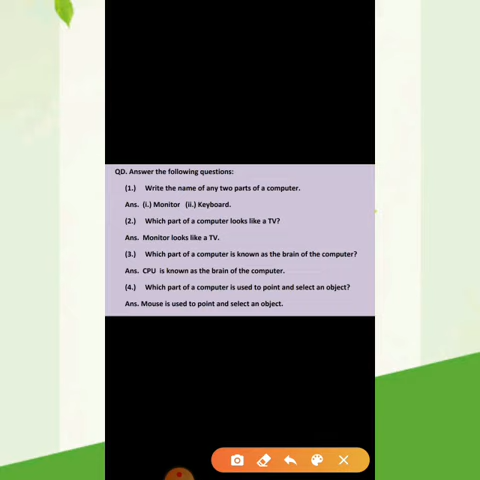 QD. Answer the following questions:
(1.) Write the name of any two parts of a computer.
Ans. (i.) Monitor (ii.) Keyboard.
(2.) Which part of a computer looks like a TV?
Ans. Monitor looks like a TV.
(3.) Which part of a computer is known as the brain of the computer?
Ans. CPU is known as the brain of the computer.
(4.) Which part of a computer is used to point and select an object?
Ans. Mouse is used to point and select an object.